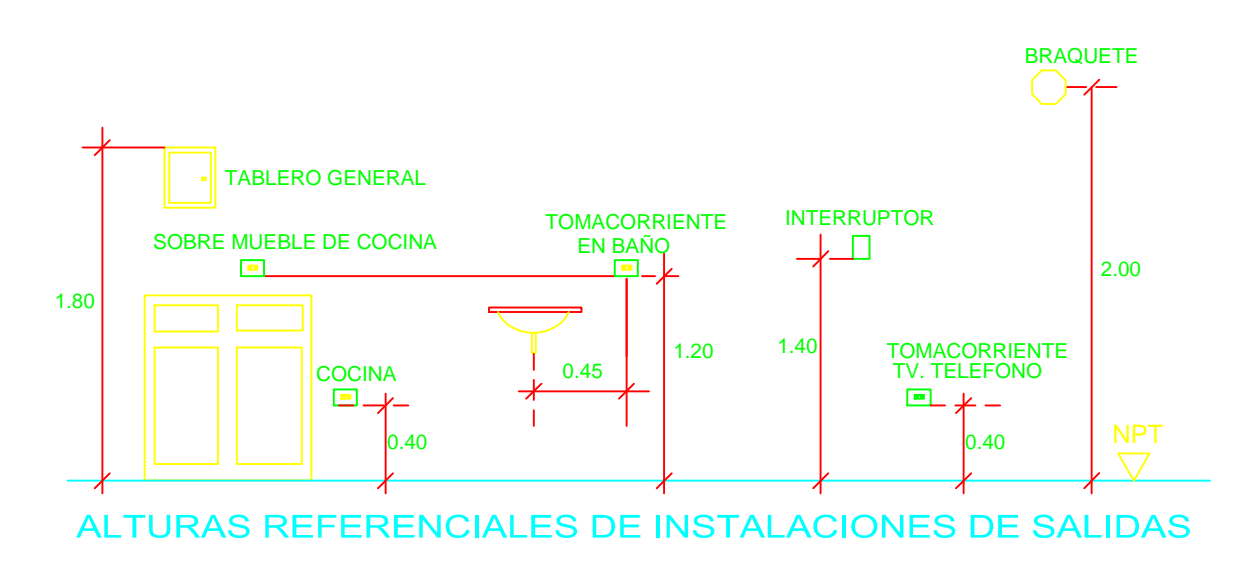 BRAQUETE
TABLERO GENERAL
TOMACORRIENTE
EN BAÑO
INTERRUPTOR
SOBRE MUEBLE DE COCINA
2.00
1.80
1.20
1.40
TOMACORRIENTE
TV. TELEFONO
COCINA
0.45
0.40
0.40
NPT
ALTURAS REFERENCIALES DE INSTALACIONES DE SALIDAS